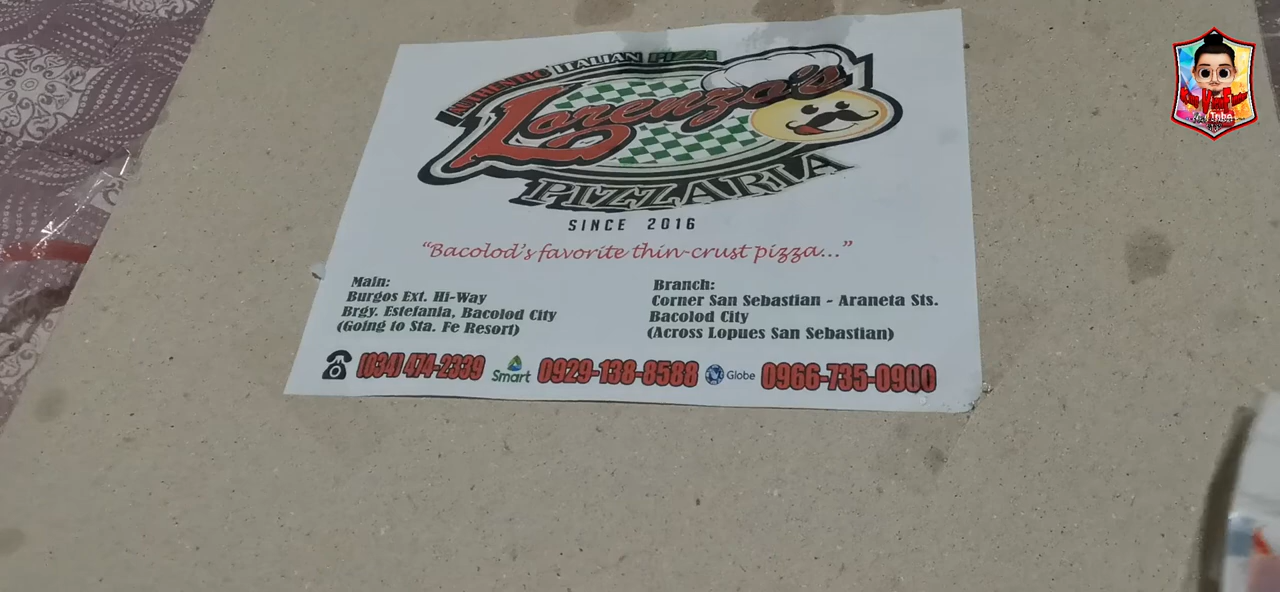 AUTHENTIC ITALIAN PIZZA
Lorenzo's
PIZZARIA
SINCE 2016
"Bacolod's favorite thin-crust pizza..."
Main:
Burgos Ext. Hi-Way
Brgy. Estefania, Bacolod City
(Going to Sta. Fe Resort)
Branch:
Corner San Sebastian - Araneta Sts.
Bacolod City
(Across Lopues San Sebastian)
(034) 474-2339 Smart 0929-138-8588 Globe 0966-735-0900